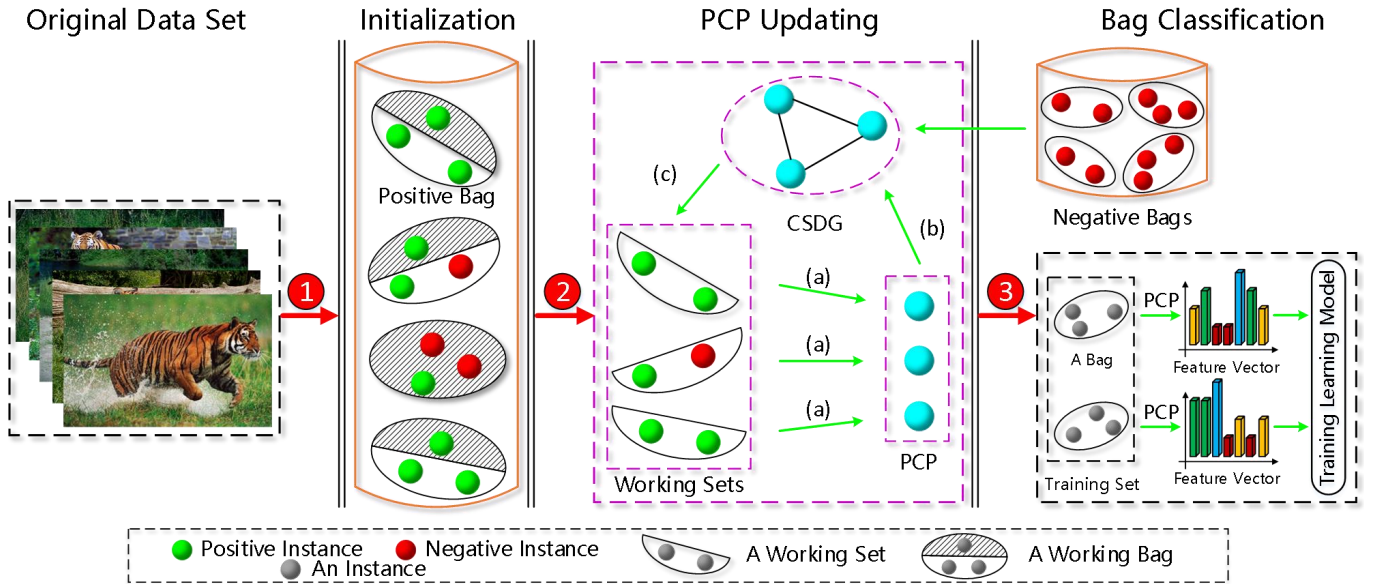 Original Data Set
Initialization
PCP Updating
Bag Classification
1
Positive Bag
2
CSDG
(c)
(b)
(a)
(a)
(a)
Working Sets
PCP
3
Negative Bags
A Bag
PCP
Feature Vector
PCP
Training Set
Feature Vector
Training Learning Model
Positive Instance
Negative Instance
An Instance
A Working Set
A Working Bag